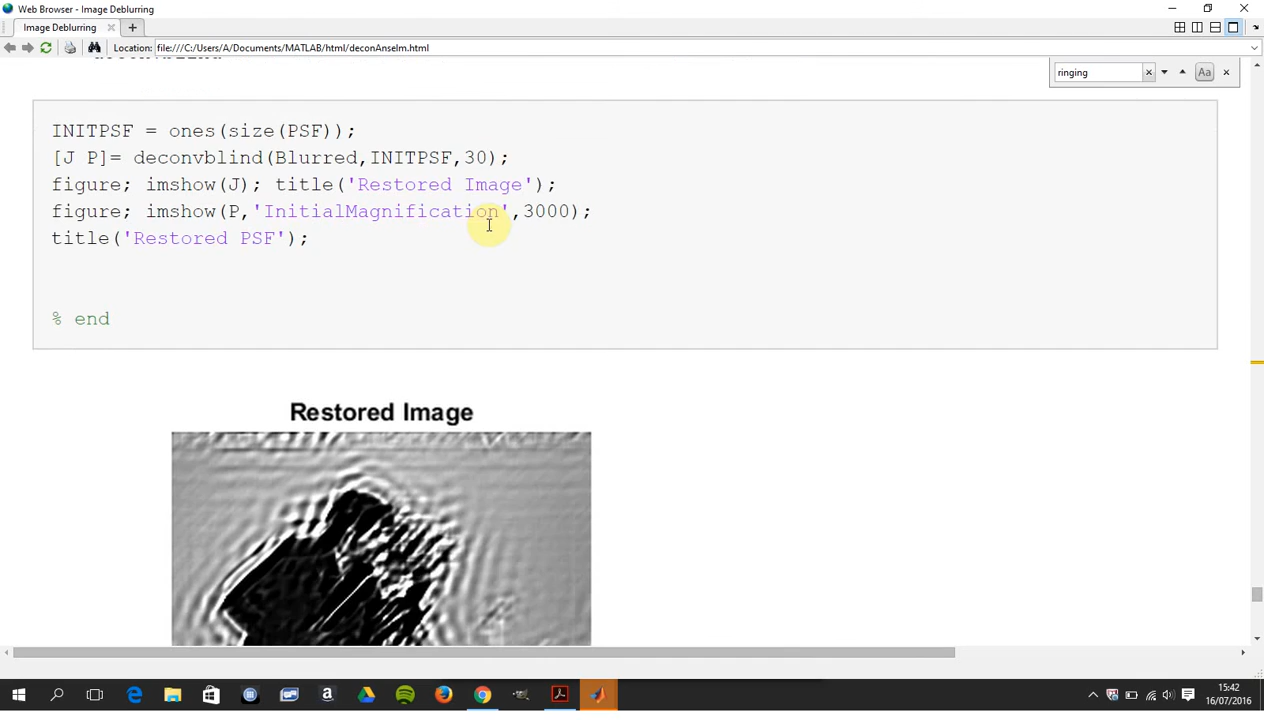 Web Browser - Image Deblurring
Image Deblurring
Location: file:///C:/Users/A/Documents/MATLAB/html/deconAnselm.html
ringing
Aa
INITPSF = ones(size(PSF));
[J P]= deconvblind(Blurred,INITPSF,30);
figure; imshow(J); title('Restored Image');
figure; imshow(P,'InitialMagnification',3000);
title('Restored PSF');
% end
Restored Image
15:42
16/07/2016